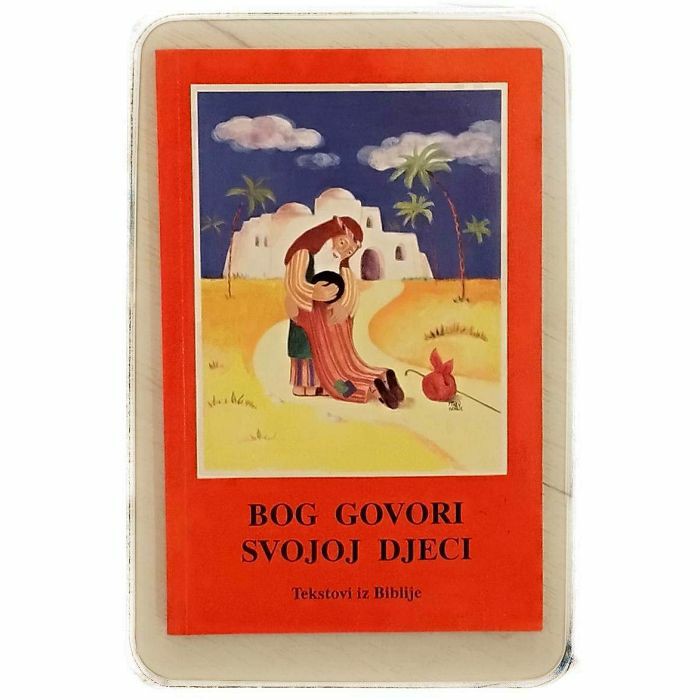 BOG GOVORI
SVOJOJ DJECI
Tekstovi iz Biblije